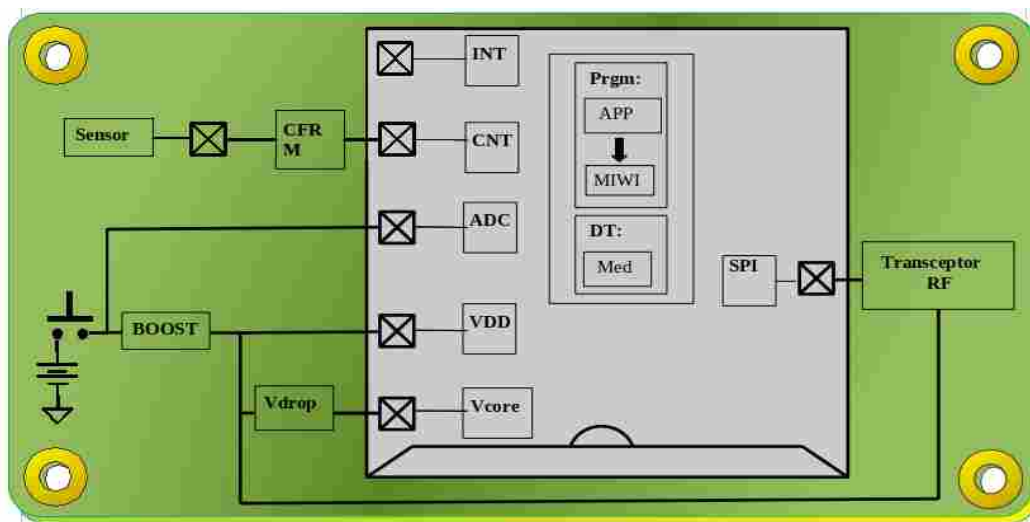 INT
Prgm:
APP
Sensor
CFR
M
CNT
MIWI
ADC
DT:
Med
SPI
Transceptor
RF
BOOST
VDD
Vdrop
Vcore